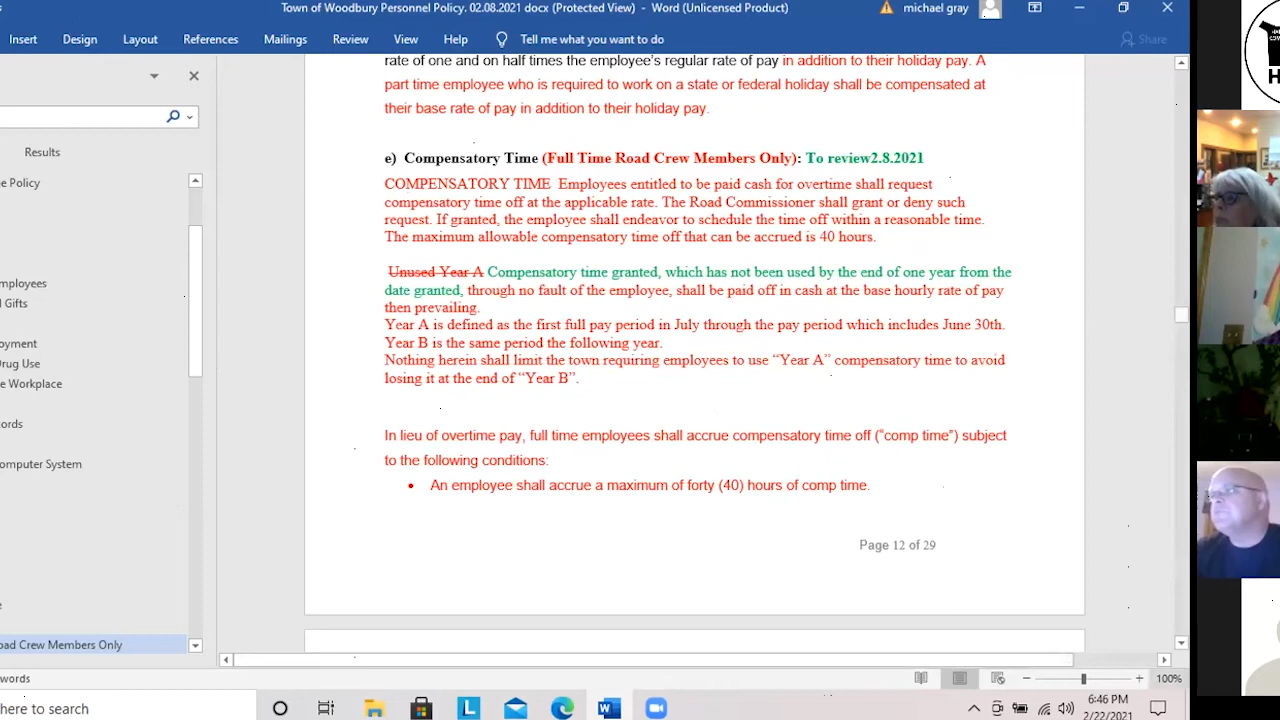 Town of Woodbury Personnel Policy. 02.08.2021 docx (Protected View) - Word (Unlicensed Product)
michael gray
Insert Design Layout References Mailings Review View Help Tell me what you want to do Share
Results
e Policy
mployees
l Gifts
oyment
Drug Use
e Workplace
cords
omputer System
e
oad Crew Members Only
rate of one and on half times the employee's regular rate of pay in addition to their holiday pay. A
part time employee who is required to work on a state or federal holiday shall be compensated at
their base rate of pay in addition to their holiday pay.
e) Compensatory Time (Full Time Road Crew Members Only): To review2.8.2021
COMPENSATORY TIME Employees entitled to be paid cash for overtime shall request
compensatory time off at the applicable rate. The Road Commissioner shall grant or deny such
request. If granted, the employee shall endeavor to schedule the time off within a reasonable time.
The maximum allowable compensatory time off that can be accrued is 40 hours.
Unused Year A Compensatory time granted, which has not been used by the end of one year from the
date granted, through no fault of the employee, shall be paid off in cash at the base hourly rate of pay
then prevailing.
Year A is defined as the first full pay period in July through the pay period which includes June 30th.
Year B is the same period the following year.
Nothing herein shall limit the town requiring employees to use “Year A” compensatory time to avoid
losing it at the end of “Year B”.
In lieu of overtime pay, full time employees shall accrue compensatory time off (“comp time”) subject
to the following conditions:
• An employee shall accrue a maximum of forty (40) hours of comp time.
Page 12 of 29
words
100%
here to search
6:46 PM
2/22/2021